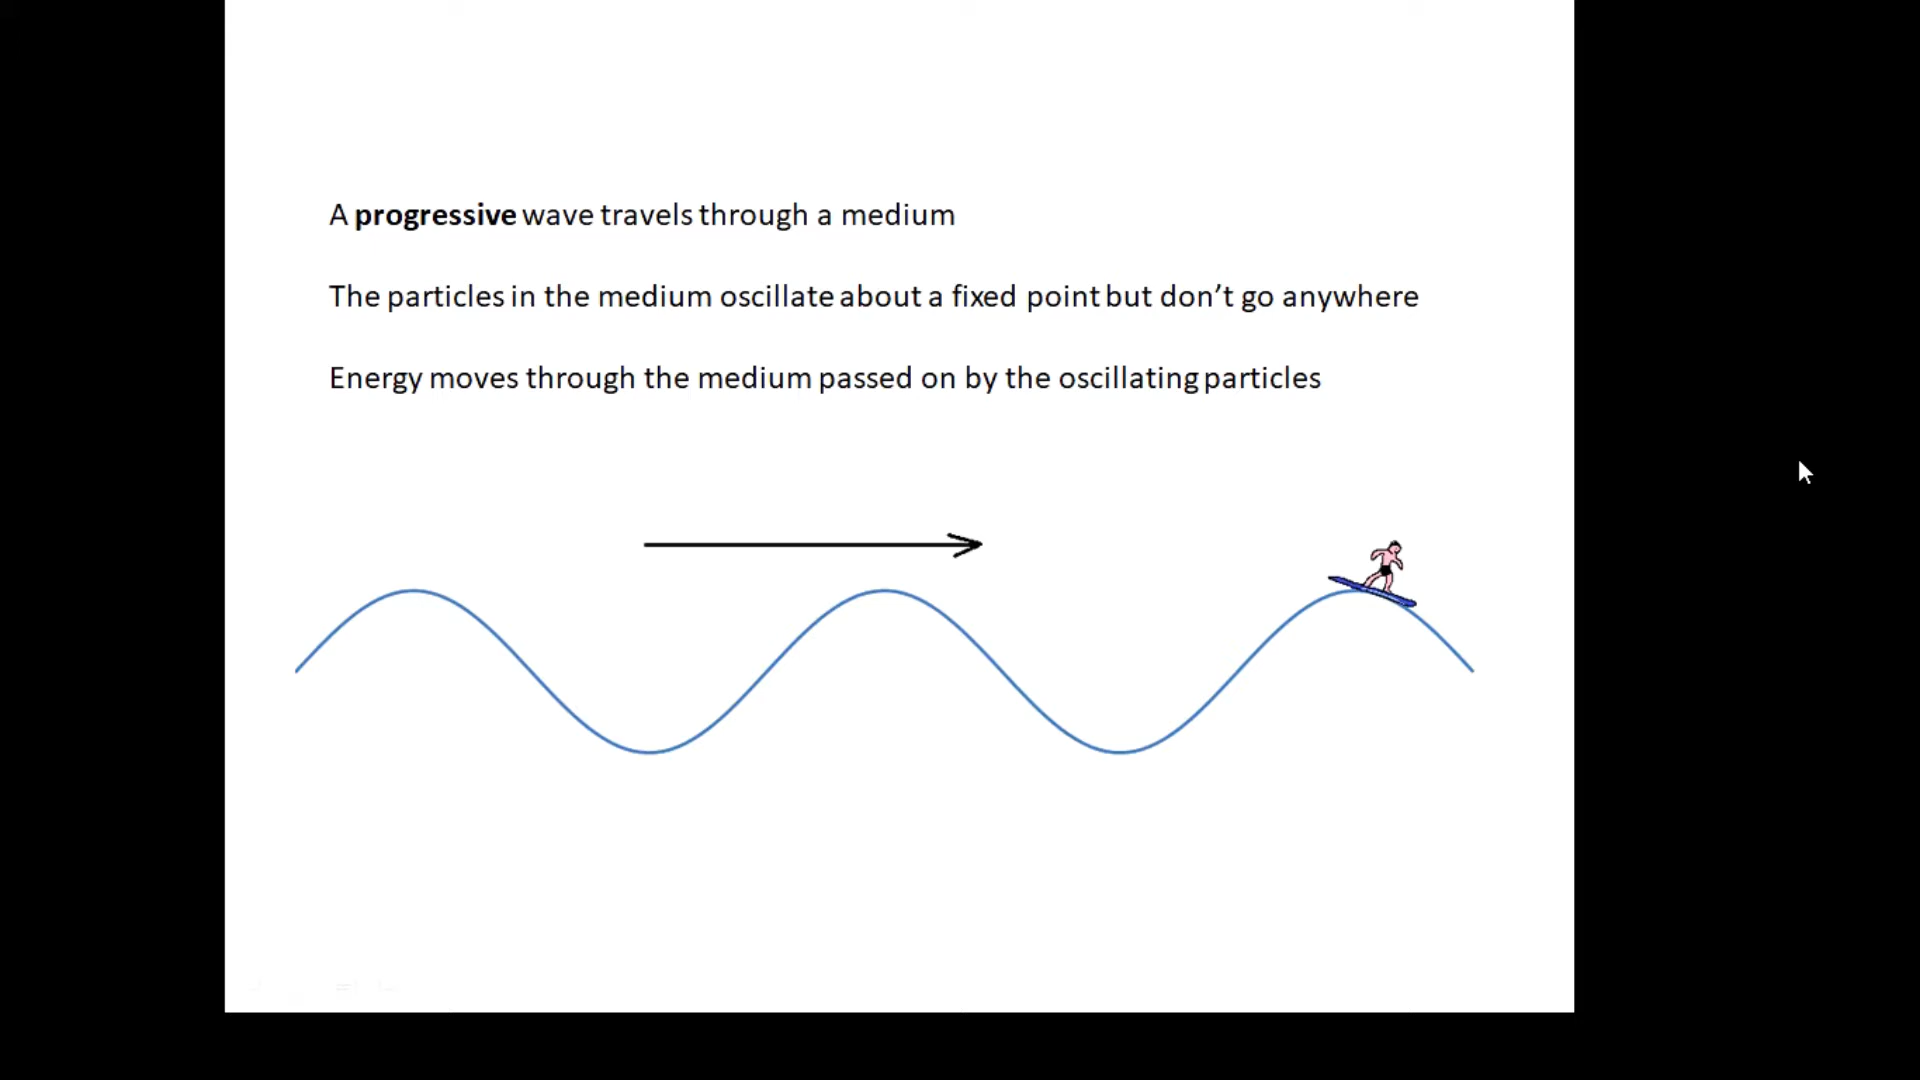 A progressive wave travels through a medium
The particles in the medium oscillate about a fixed point but don’t go anywhere
Energy moves through the medium passed on by the oscillating particles